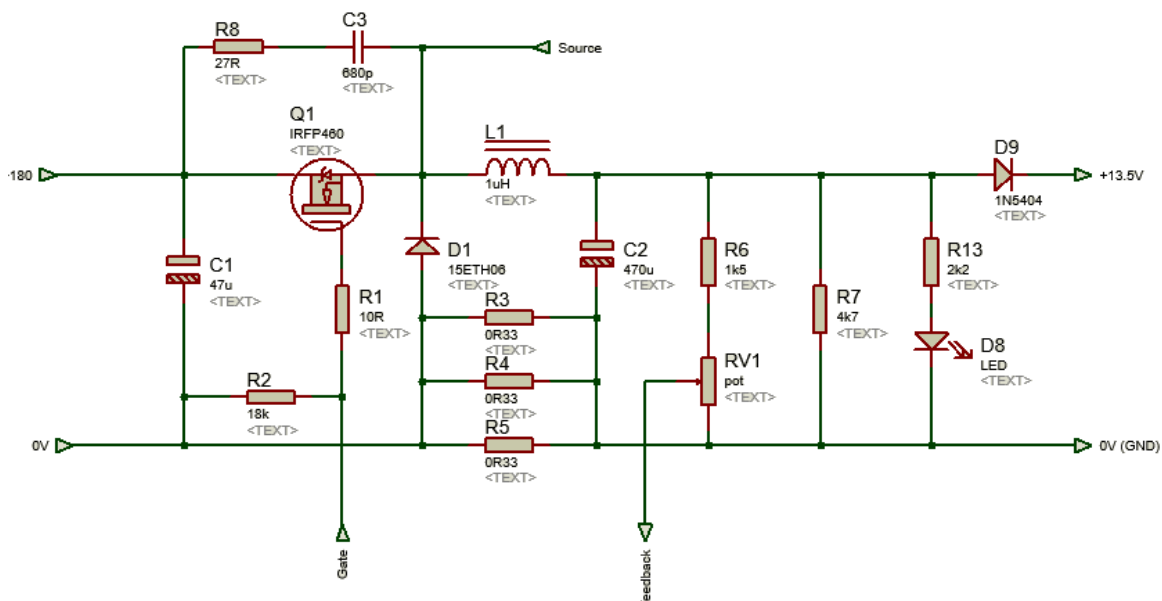 R8
27R
<TEXT>
C3
680p
<TEXT>
Source
Q1
IRFP460
<TEXT>
L1
1uH
<TEXT>
D9
1N5404
<TEXT>
-180
+13.5V
C1
47u
<TEXT>
R1
10R
<TEXT>
D1
15ETH06
<TEXT>
C2
470u
<TEXT>
R6
1k5
<TEXT>
R13
2k2
<TEXT>
R7
4k7
<TEXT>
R3
0R33
<TEXT>
R4
0R33
<TEXT>
RV1
pot
<TEXT>
D8
LED
<TEXT>
R2
18k
<TEXT>
R5
0R33
<TEXT>
0V
0V (GND)
Gate
eedback